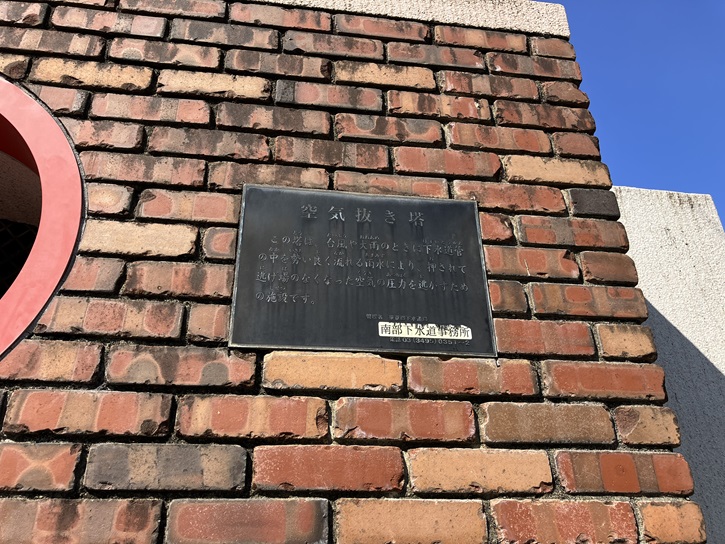 空気抜き塔
この塔は、台風や大雨のときに下水道管
の中を勢い良く流れる雨水により、押されて
逃げ場のなくなった空気の圧力を逃がすため
の施設です。
南部下水道事務所